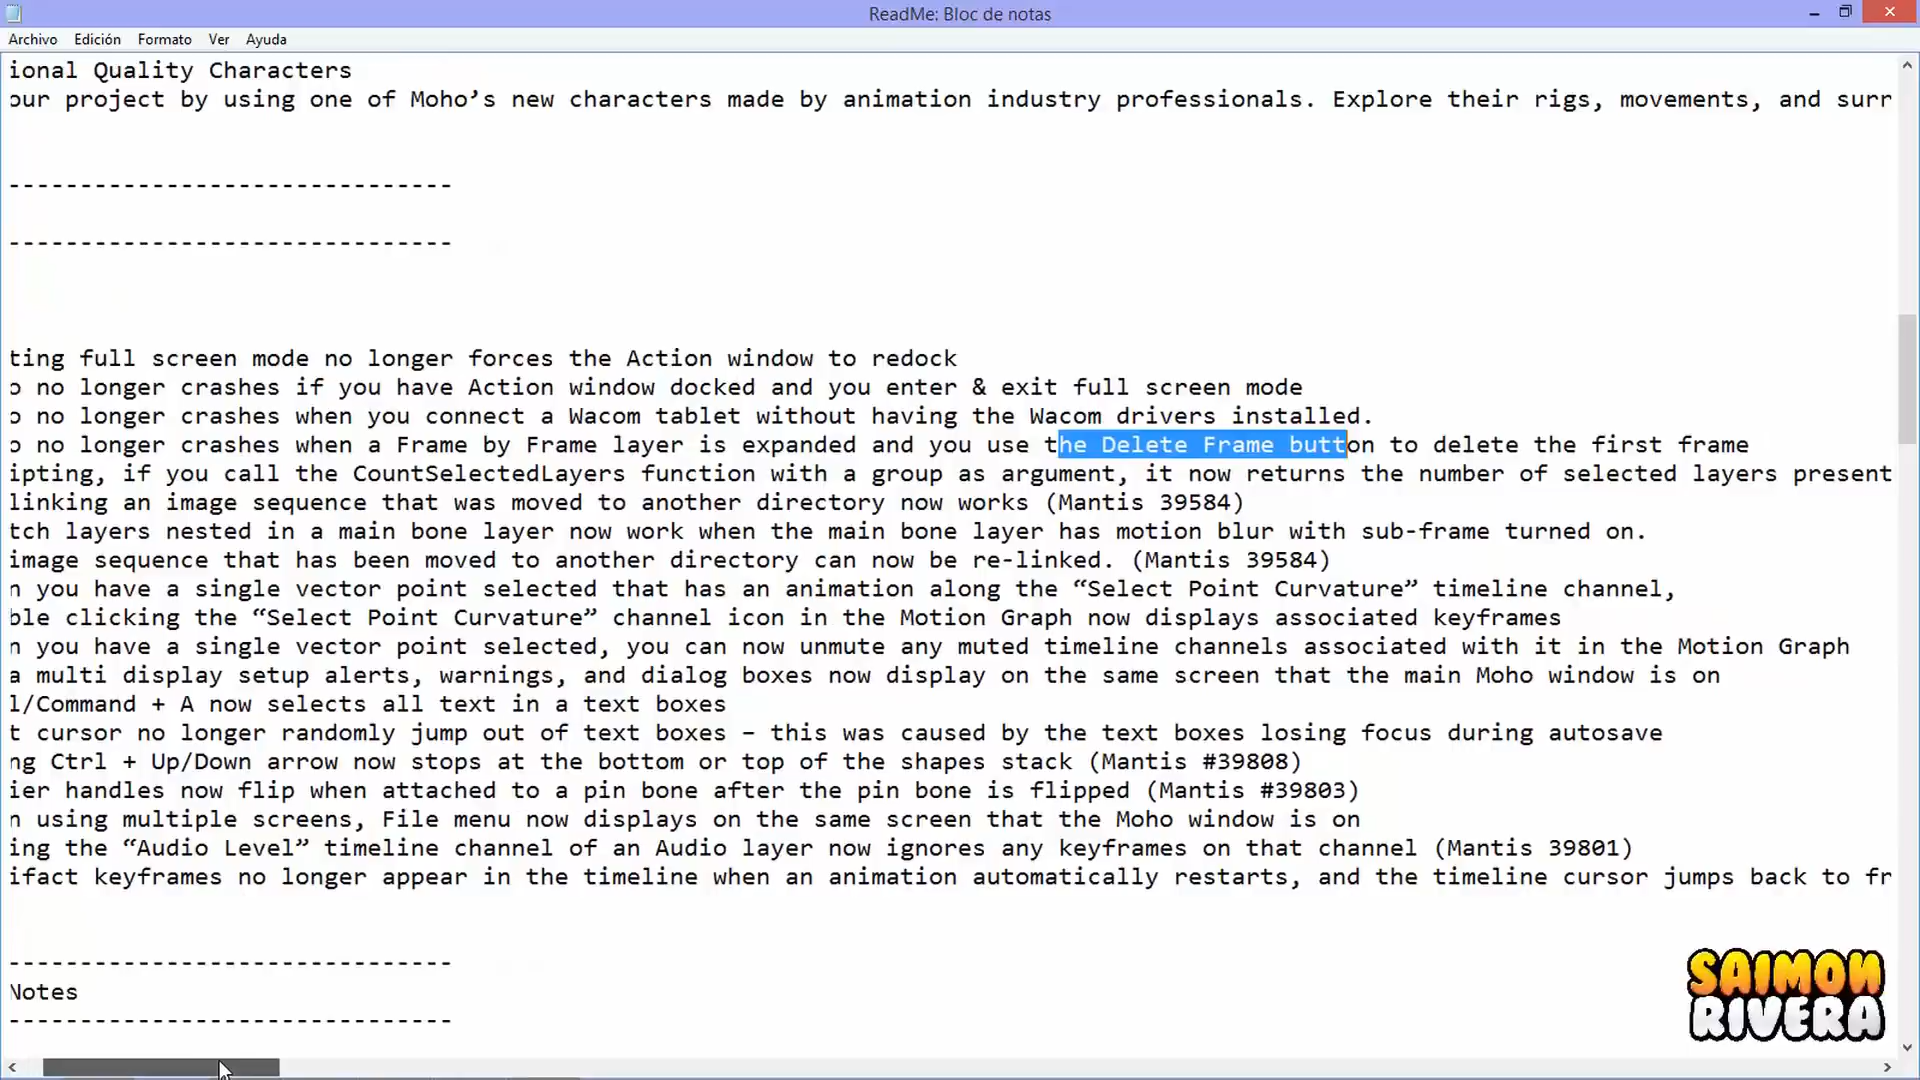 ReadMe: Bloc de notas
Archivo Edición Formato Ver Ayuda
ional Quality Characters
our project by using one of Moho’s new characters made by animation industry professionals. Explore their rigs, movements, and surr
-------------------------------
-------------------------------
ting full screen mode no longer forces the Action window to redock
o no longer crashes if you have Action window docked and you enter & exit full screen mode
o no longer crashes when you connect a Wacom tablet without having the Wacom drivers installed.
o no longer crashes when a Frame by Frame layer is expanded and you use the Delete Frame button to delete the first frame
ipting, if you call the CountSelectedLayers function with a group as argument, it now returns the number of selected layers present
linking an image sequence that was moved to another directory now works (Mantis 39584)
tch layers nested in a main bone layer now work when the main bone layer has motion blur with sub-frame turned on.
image sequence that has been moved to another directory can now be re-linked. (Mantis 39584)
n you have a single vector point selected that has an animation along the “Select Point Curvature” timeline channel,
ble clicking the “Select Point Curvature” channel icon in the Motion Graph now displays associated keyframes
n you have a single vector point selected, you can now unmute any muted timeline channels associated with it in the Motion Graph
a multi display setup alerts, warnings, and dialog boxes now display on the same screen that the main Moho window is on
l/Command + A now selects all text in a text boxes
t cursor no longer randomly jump out of text boxes – this was caused by the text boxes losing focus during autosave
ng Ctrl + Up/Down arrow now stops at the bottom or top of the shapes stack (Mantis #39808)
ier handles now flip when attached to a pin bone after the pin bone is flipped (Mantis #39803)
n using multiple screens, File menu now displays on the same screen that the Moho window is on
ing the “Audio Level” timeline channel of an Audio layer now ignores any keyframes on that channel (Mantis 39801)
ifact keyframes no longer appear in the timeline when an animation automatically restarts, and the timeline cursor jumps back to fr
-------------------------------
Notes
-------------------------------
SAIMON
RIVERA